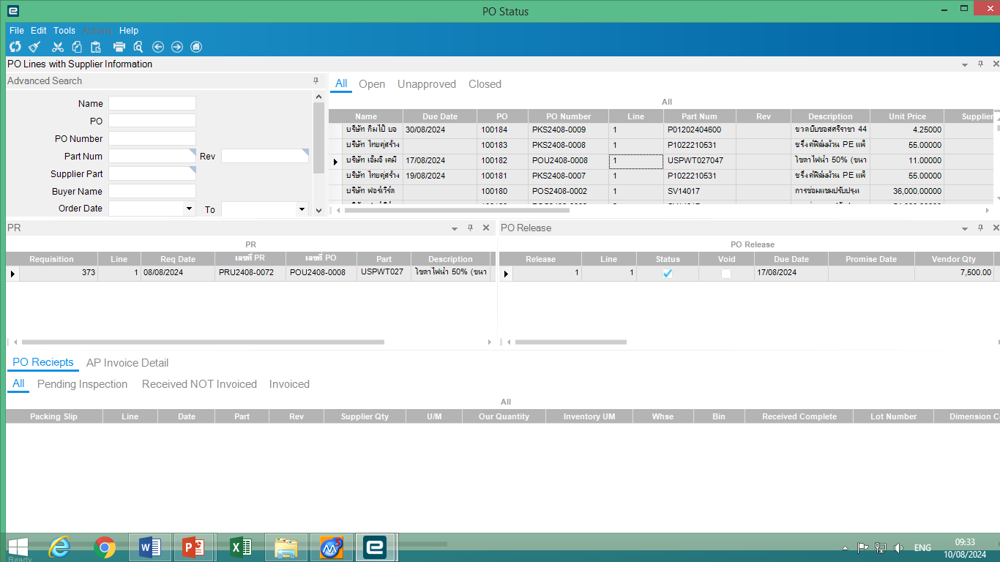 PO Status
File Edit Tools Actions Help
PO Lines with Supplier Information
Advanced Search
Name
PO
PO Number
Part Num Rev
Supplier Part
Buyer Name
Order Date To
All Open Unapproved Closed
All
Name Due Date PO PO Number Line Part Num Rev Description Unit Price Supplier
บริษัท กิมไป๊ บอ 30/08/2024 100184 PKS2408-0009 1 P01202404600 ขวดบีบซอสศรีราชา 44 4.25000
บริษัท ไทยคู่สร้าง 100183 PKS2408-0008 1 P1022210531 ชริ้งค์ฟิล์มม้วน PE แพ็ 55.00000
บริษัท เอ็มจี เคมี 17/08/2024 100182 POU2408-0008 1 USPWT027047 โซดาไฟน้ำ 50% (ขนา 11.00000
บริษัท ไทยคู่สร้าง 19/08/2024 100181 PKS2408-0007 1 P1022210531 ชริ้งค์ฟิล์มม้วน PE แพ็ 55.00000
บริษัท ฟอร์เวิร์ด 100180 POS2408-0002 1 SV14017 การซ่อมแซมปรับปรุงแ 36,000.00000
PR
PR
Requisition Line Req Date เลขที่ PR เลขที่ PO Part Description
373 1 08/08/2024 PRU2408-0072 POU2408-0008 USPWT027 โซดาไฟน้ำ 50% (ขนา
PO Release
PO Release
Release Line Status Void Due Date Promise Date Vendor Qty
1 1 17/08/2024 7,500.00
PO Reciepts AP Invoice Detail
All Pending Inspection Received NOT Invoiced Invoiced
All
Packing Slip Line Date Part Rev Supplier Qty U/M Our Quantity Inventory UM Whse Bin Received Complete Lot Number Dimension C
Ready
ENG
09:33
10/08/2024